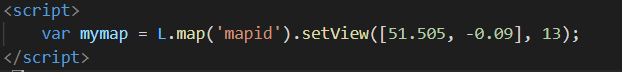 <script>
var mymap = L.map('mapid').setView([51.505, -0.09], 13);
</script>